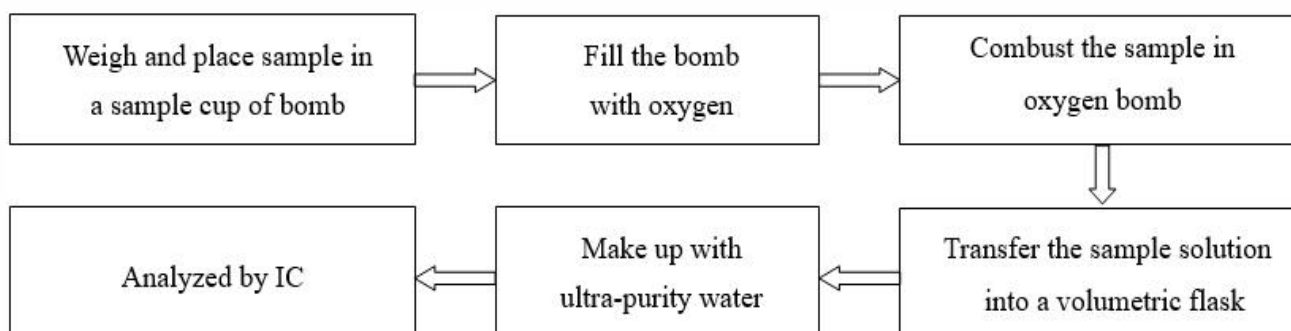 Weigh and place sample in
a sample cup of bomb
Fill the bomb
with oxygen
Combust the sample in
oxygen bomb
Transfer the sample solution
into a volumetric flask
Make up with
ultra-purity water
Analyzed by IC